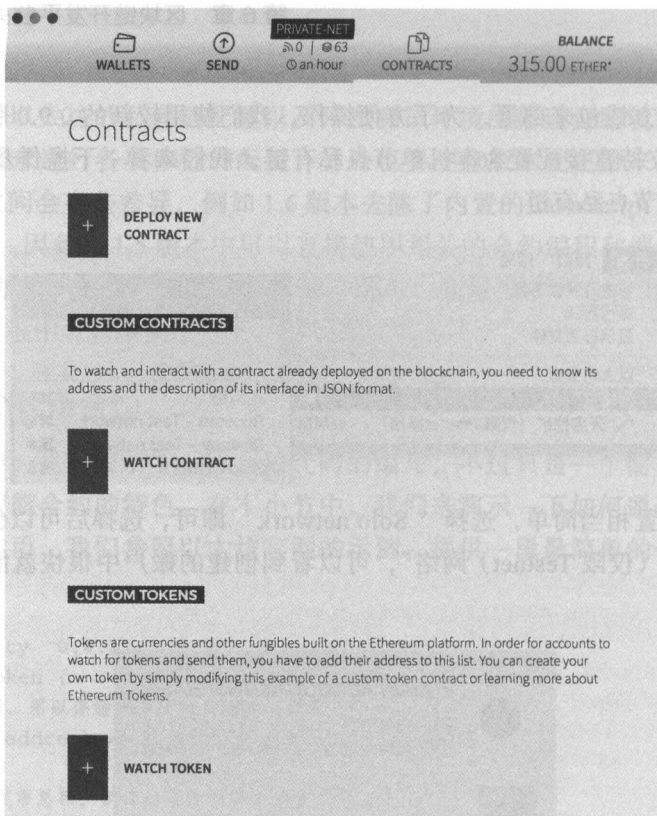 PRIVATE-NET
0 | 63
an hour
WALLETS
SEND
CONTRACTS
BALANCE
315.00 ETHER*
Contracts
+
DEPLOY NEW
CONTRACT
CUSTOM CONTRACTS
To watch and interact with a contract already deployed on the blockchain, you need to know its
address and the description of its interface in JSON format.
+
WATCH CONTRACT
CUSTOM TOKENS
Tokens are currencies and other fungibles built on the Ethereum platform. In order for accounts to
watch for tokens and send them, you have to add their address to this list. You can create your
own token by simply modifying this example of a custom token contract or learning more about
Ethereum Tokens.
+
WATCH TOKEN